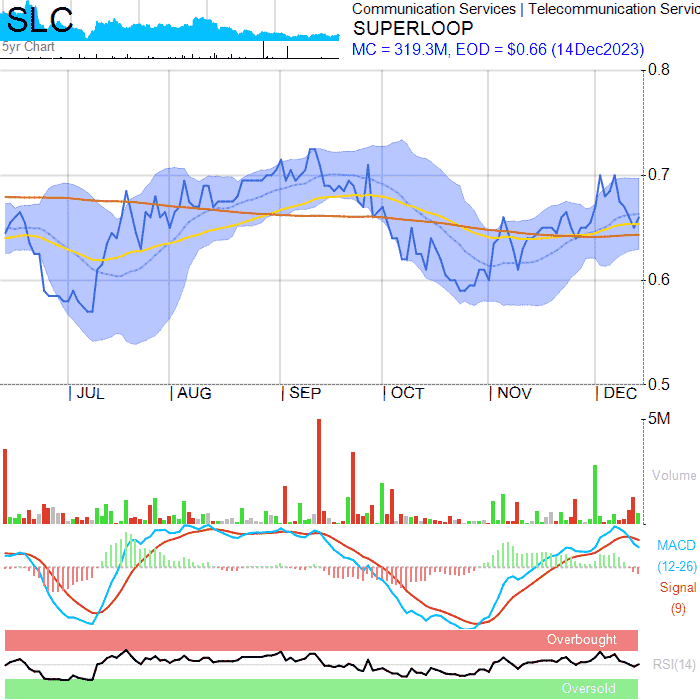 SLC
5yr Chart
Communication Services | Telecommunication Servic
SUPERLOOP
MC = 319.3M, EOD = $0.66 (14Dec2023)
0.8
0.7
0.6
0.5
JUL
AUG
SEP
OCT
NOV
DEC
5M
Volume
MACD
(12-26)
Signal
(9)
Overbought
RSI(14)
Oversold